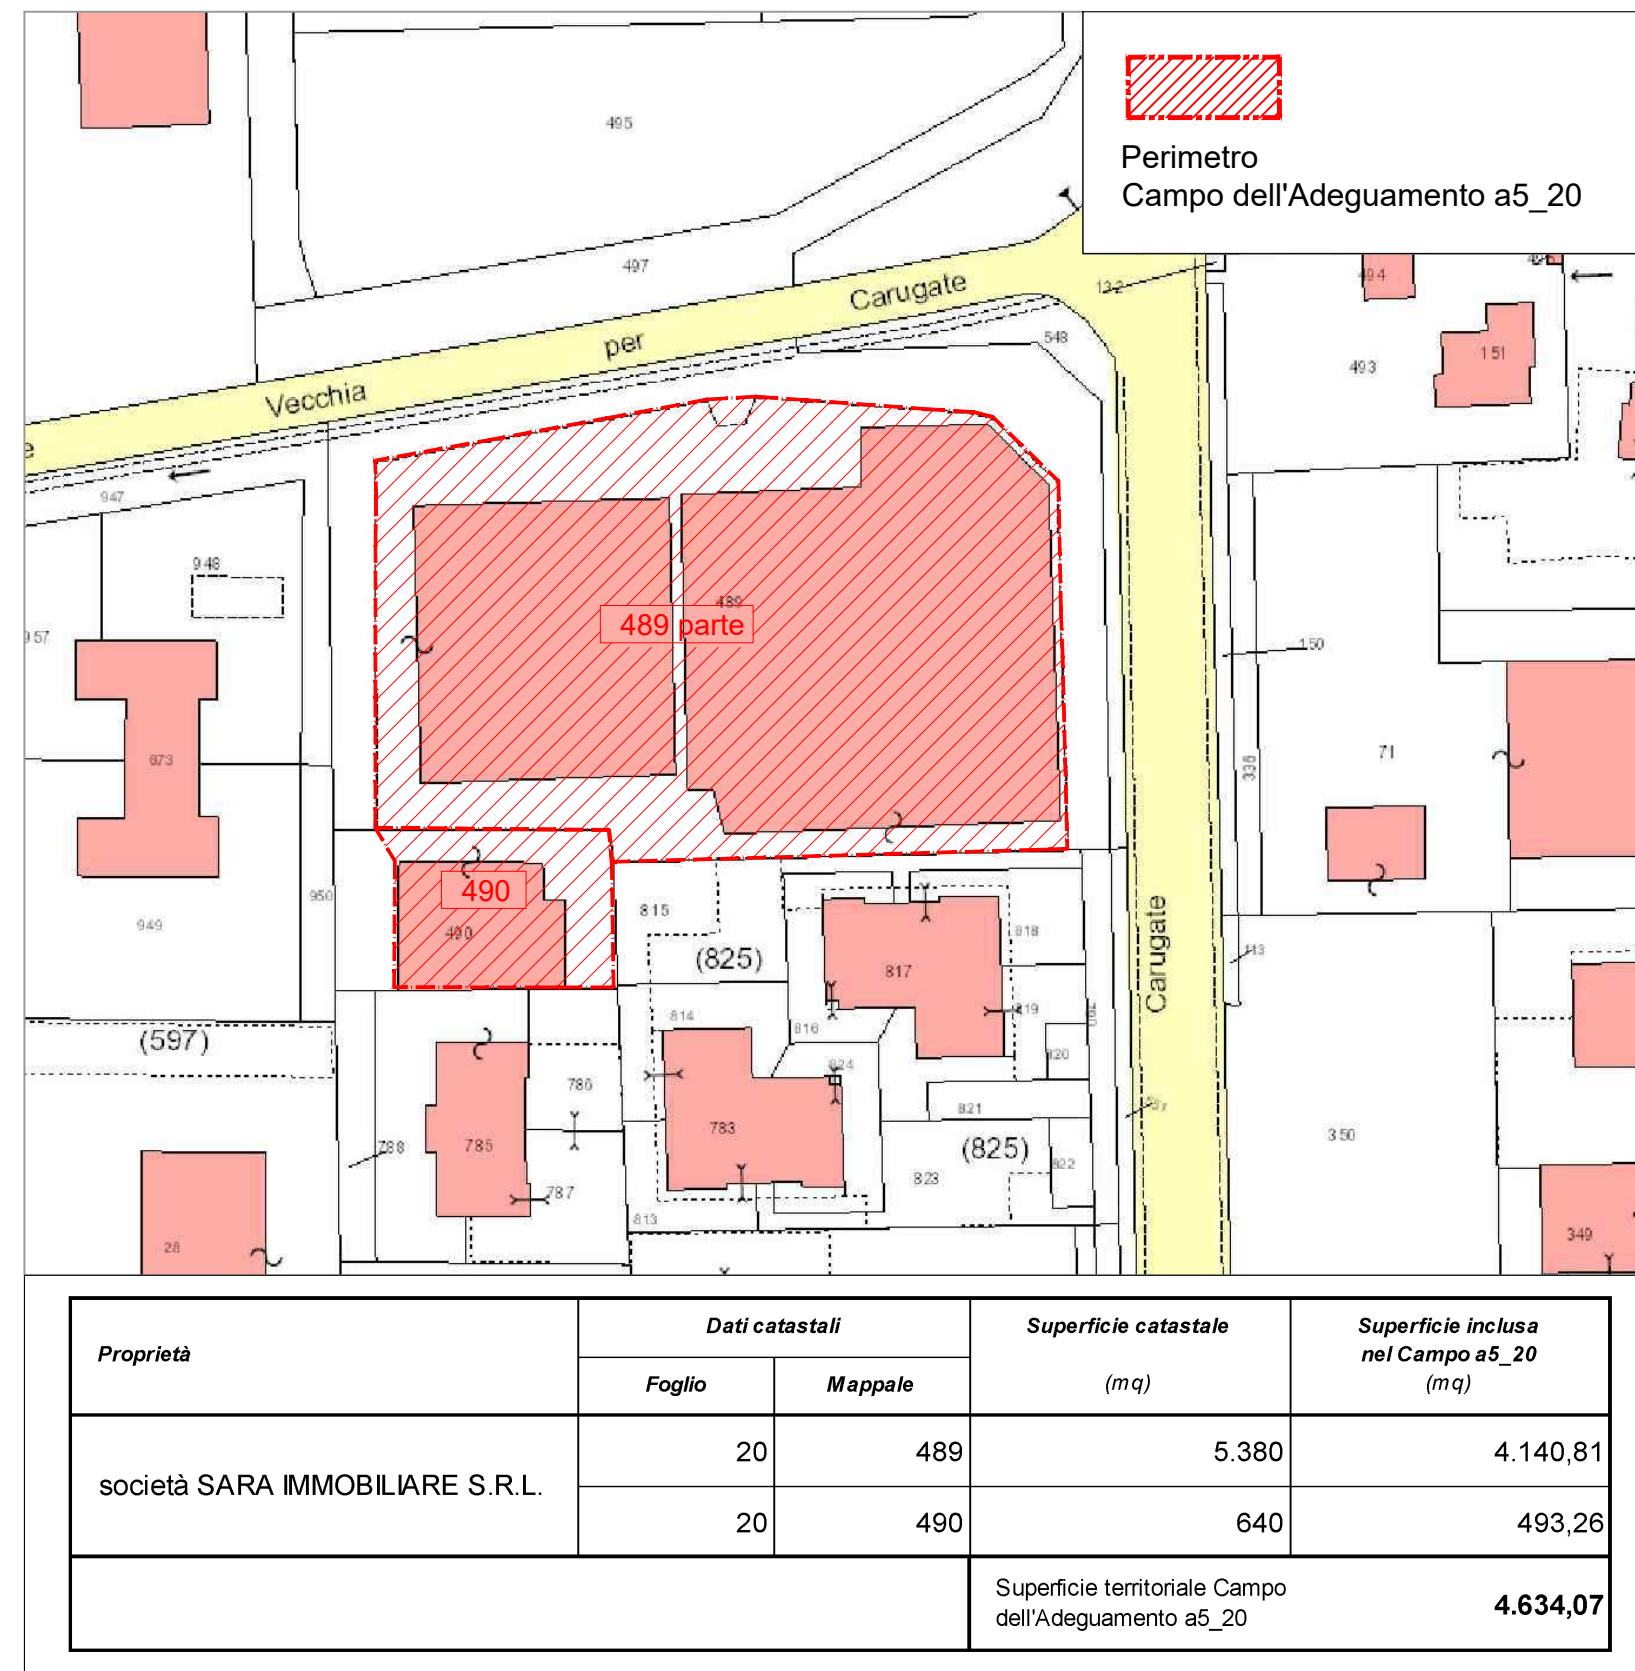 Perimetro
Campo dell'Adeguamento a5_20
495
497
Carugate
132
494
per
548
151
493
Vecchia
e
947
948
489
489 parte
957
150
71
873
338
490
950
815
949
490
818
Carugate
(825)
817
113
819
814
816
(597)
820
824
786
821
783
350
788
785
(825)
822
823
787
813
349
28
Proprietà
Dati catastali
Superficie catastale
Superficie inclusa
nel Campo a5_20
Foglio
Mappale
(mq)
(mq)
società SARA IMMOBILIARE S.R.L.
20
489
5.380
4.140,81
20
490
640
493,26
Superficie territoriale Campo
dell'Adeguamento a5_20
4.634,07